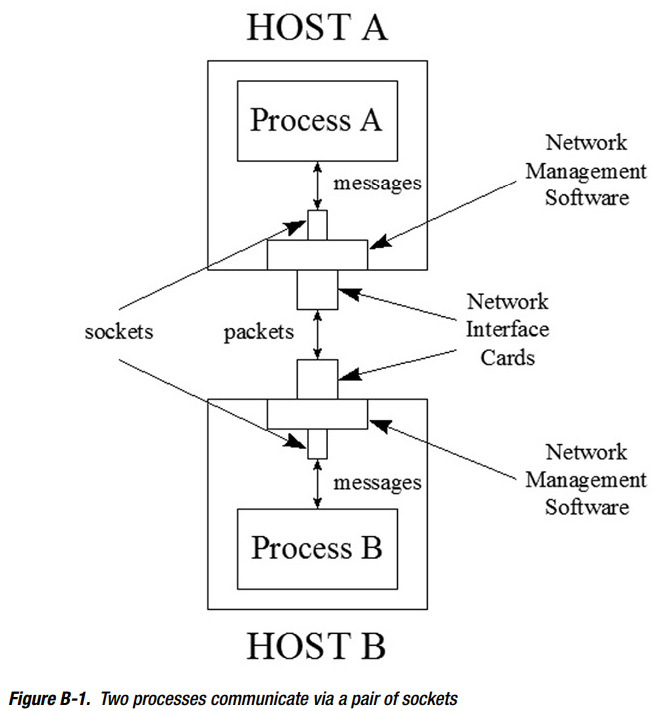 HOST A
Process A
messages
Network
Management
Software
sockets
packets
Network
Interface
Cards
messages
Network
Management
Software
Process B
HOST B
Figure B-1. Two processes communicate via a pair of sockets